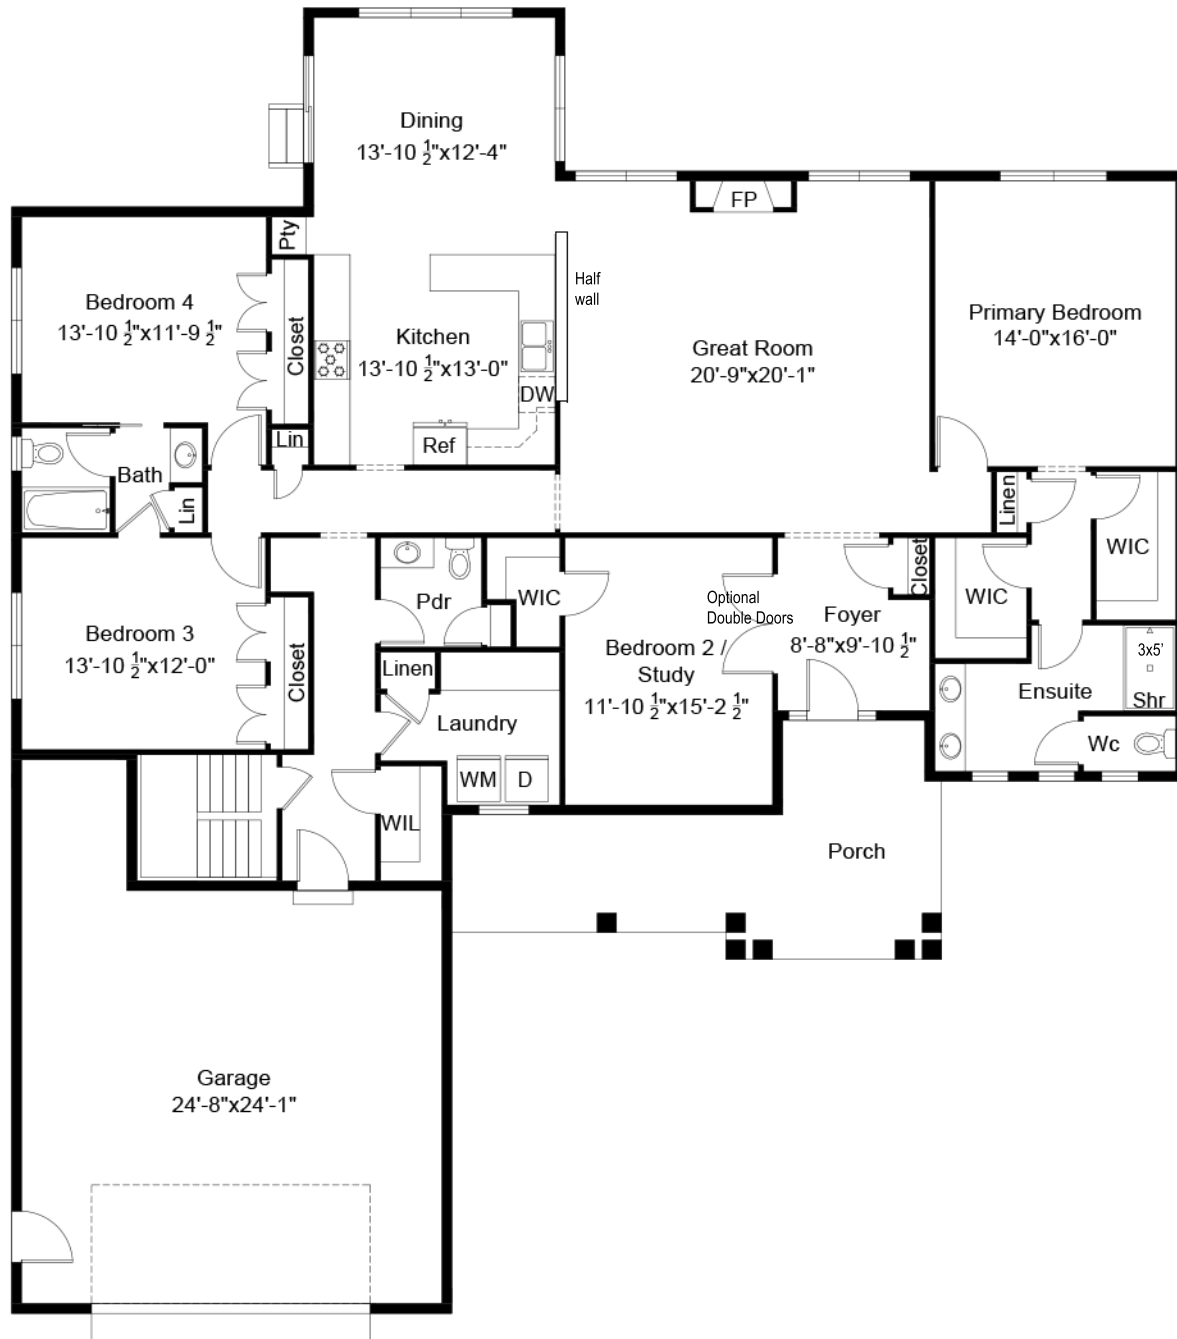 Dining
13'-10 ½"x12'-4"
FP
Pty
Bedroom 4
13'-10 ½"x11'-9 ½"
Closet
Kitchen
13'-10 ½"x13'-0"
DW
Ref
Half
wall
Great Room
20'-9"x20'-1"
Primary Bedroom
14'-0"x16'-0"
Lin
Bath
Lin
Linen
WIC
WIC
Closet
Pdr
WIC
Optional
Double Doors
Foyer
8'-8"x9'-10 ½"
Bedroom 3
13'-10 ½"x12'-0"
Closet
Bedroom 2 /
Study
11'-10 ½"x15'-2 ½"
Linen
Laundry
WM
D
3x5'
Shr
Ensuite
Wc
WIL
Porch
Garage
24'-8"x24'-1"